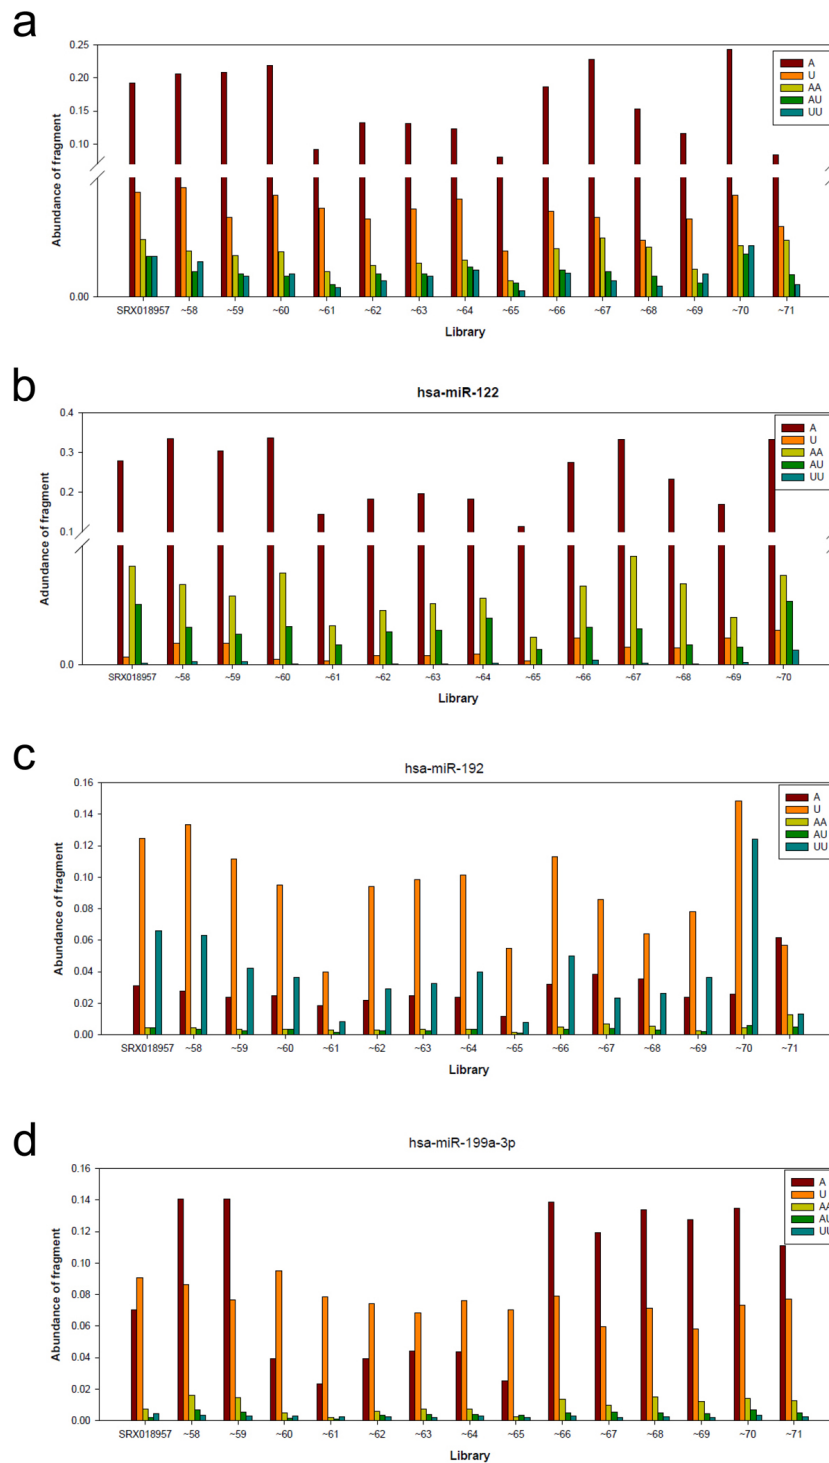 a
0.25
0.20
0.15
0.10
0.00
Abundance of fragment
A
U
AA
AU
UU
SRX018957 ~58 ~59 ~60 ~61 ~62 ~63 ~64 ~65 ~66 ~67 ~68 ~69 ~70 ~71
Library
b
hsa-miR-122
0.4
0.3
0.2
0.1
0.0
Adundance of fragment
A
U
AA
AU
UU
SRX018957 ~58 ~59 ~60 ~61 ~62 ~63 ~64 ~65 ~66 ~67 ~68 ~69 ~70
Library
c
hsa-miR-192
0.16
0.14
0.12
0.10
0.08
0.06
0.04
0.02
0.00
Abundance of fragment
A
U
AA
AU
UU
SRX018957 ~58 ~59 ~60 ~61 ~62 ~63 ~64 ~65 ~66 ~67 ~68 ~69 ~70 ~71
Library
d
hsa-miR-199a-3p
0.16
0.14
0.12
0.10
0.08
0.06
0.04
0.02
0.00
Abundance of fragment
A
U
AA
AU
UU
SRX018957 ~58 ~59 ~60 ~61 ~62 ~63 ~64 ~65 ~66 ~67 ~68 ~69 ~70 ~71
Library